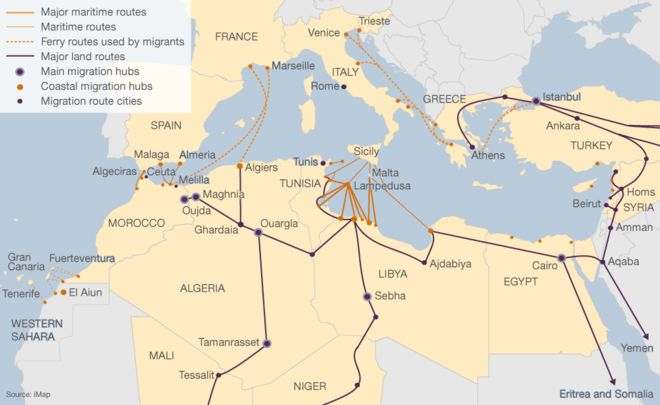 Major maritime routes
Maritime routes
Ferry routes used by migrants
Major land routes
Main migration hubs
Coastal migration hubs
Migration route cities
FRANCE
Trieste
Venice
Marseille
ITALY
Rome
SPAIN
GREECE
Istanbul
Ankara
TURKEY
Malaga
Almeria
Algeciras
Ceuta
Melilla
Algiers
Tunis
Sicily
Athens
TUNISIA
Malta
Lampedusa
Maghnia
Oujda
MOROCCO
Ghardaia
Ouargla
Homs
Beirut
SYRIA
Amman
Gran
Canaria
Fuerteventura
Tenerife
El Aiun
Ajdabiya
Cairo
Aqaba
ALGERIA
LIBYA
EGYPT
Sebha
WESTERN
SAHARA
Tamanrasset
Yemen
MALI
Tessalit
NIGER
Eritrea and Somalia
Source: iMap